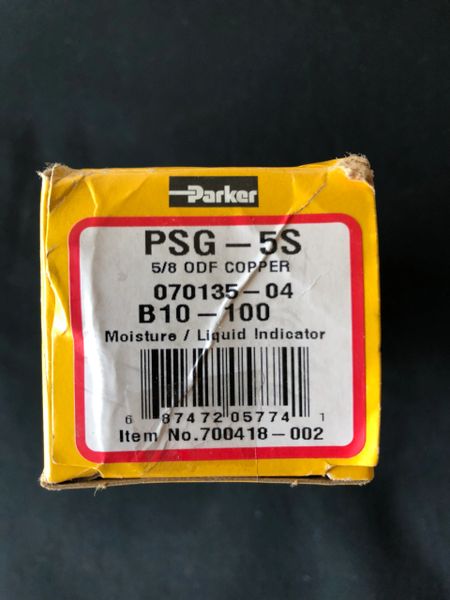 Parker
PSG - 5S
5/8 ODF COPPER
070135-04
B10-100
Moisture / Liquid Indicator
6 87472 05774 1
Item No.700418-002